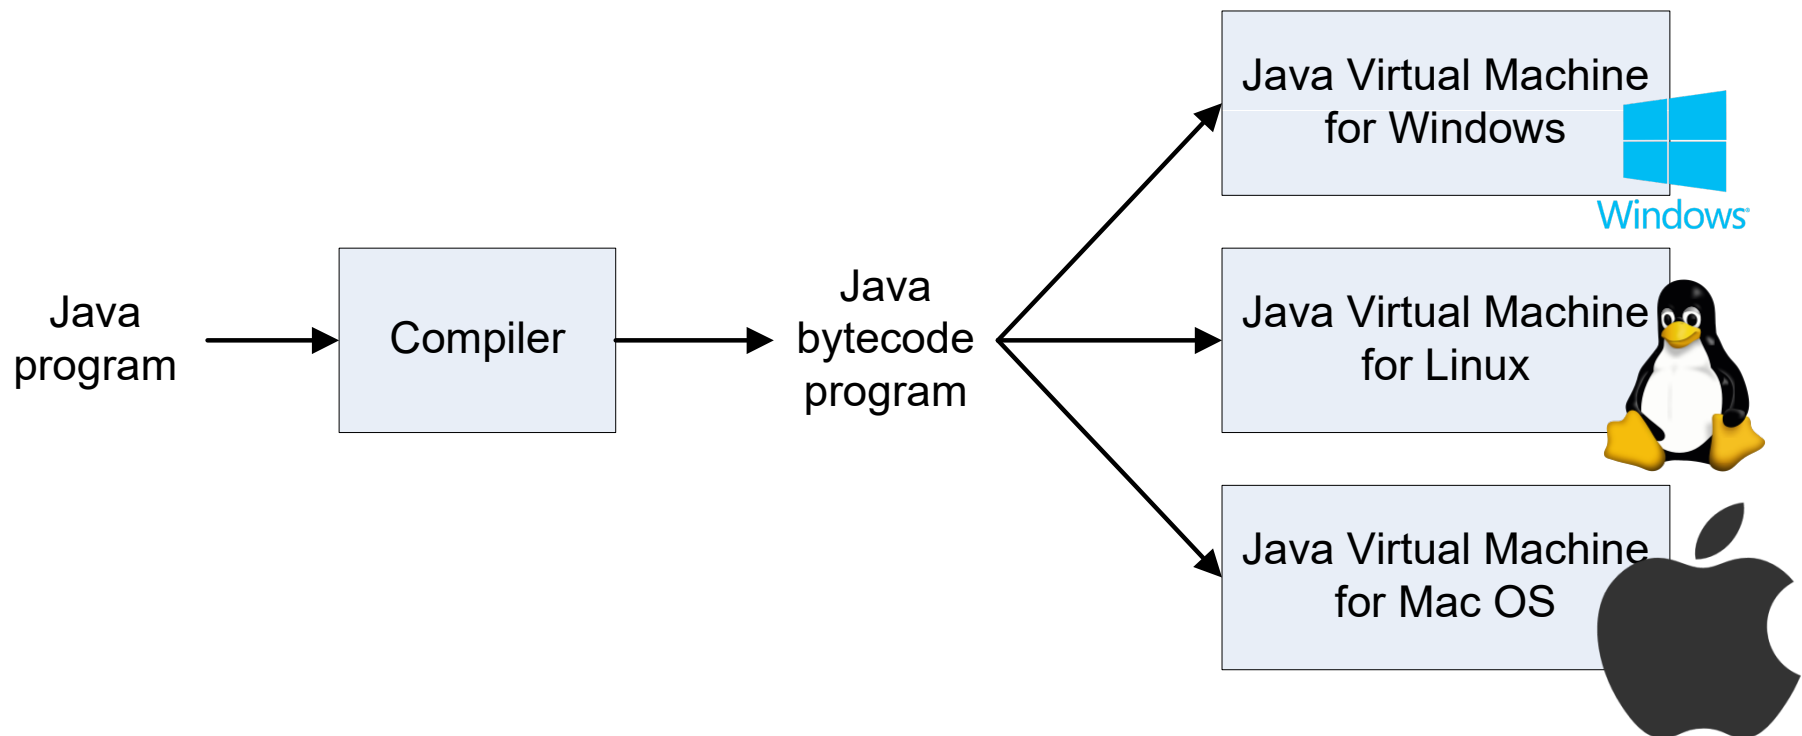 Java
program
Compiler
Java
bytecode
program
Java Virtual Machine
for Windows
Windows
Java Virtual Machine
for Linux
Java Virtual Machine
for Mac OS